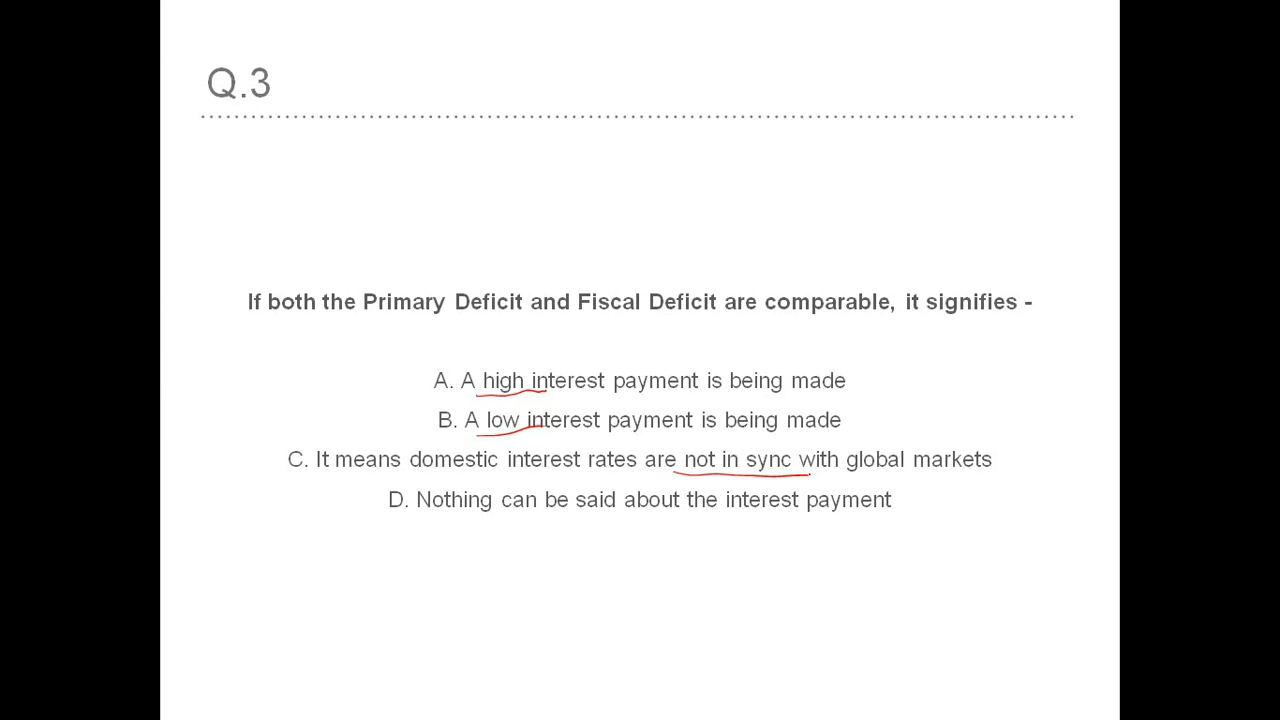 Q.3
If both the Primary Deficit and Fiscal Deficit are comparable, it signifies -
A. A high interest payment is being made
B. A low interest payment is being made
C. It means domestic interest rates are not in sync with global markets
D. Nothing can be said about the interest payment